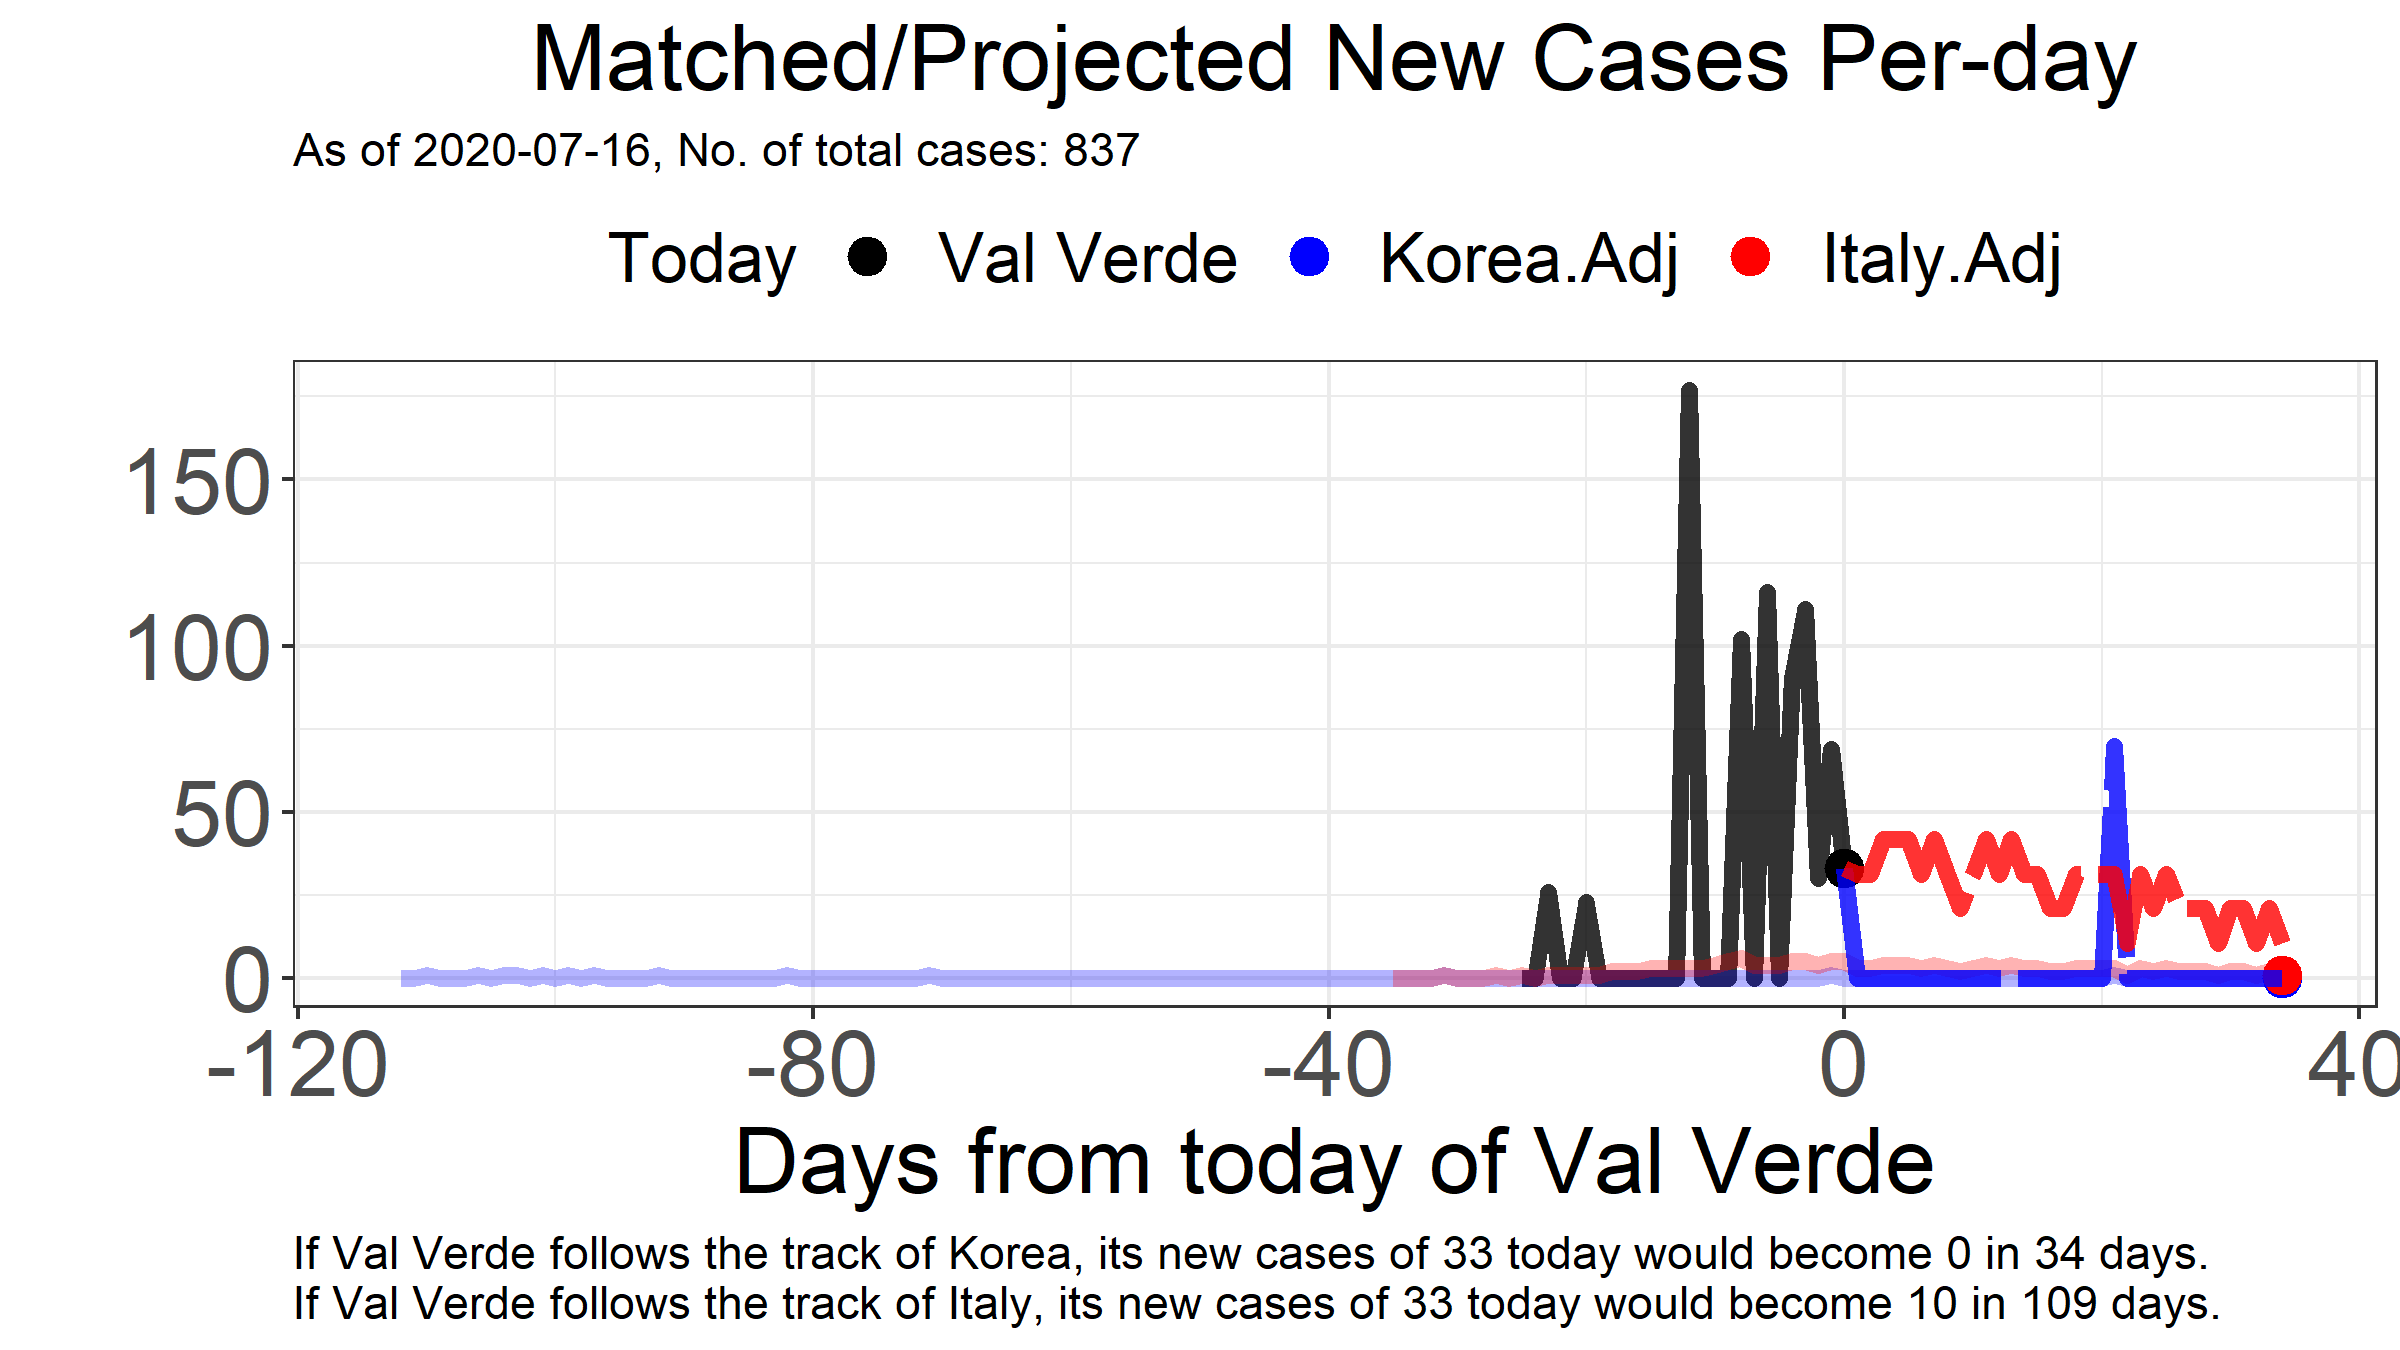 Matched/Projected New Cases Per-day
As of 2020-07-16, No. of total cases: 837
Today Val Verde Korea.Adj Italy.Adj
150
100
50
0
-120 -80 -40 0 40
Days from today of Val Verde
If Val Verde follows the track of Korea, its new cases of 33 today would become 0 in 34 days.
If Val Verde follows the track of Italy, its new cases of 33 today would become 10 in 109 days.